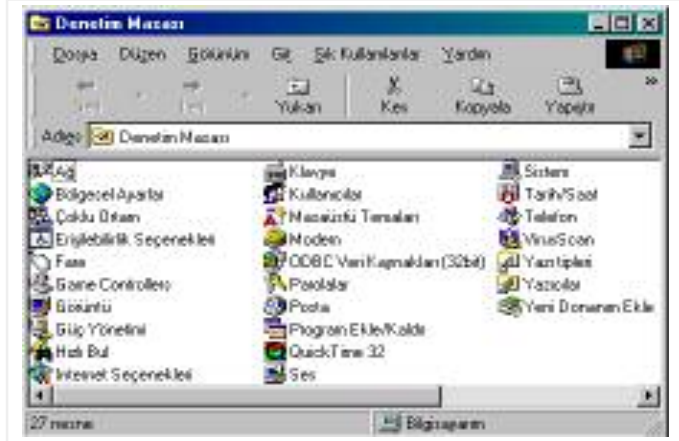 Denetim Masası
Dosya Düzen Görünüm Git Sık Kullanılanlar Yardım
Geri İleri Yukarı Kes Kopyala Yapıştır »
Adres Denetim Masası
Ağ
Bölgesel Ayarlar
Çoklu Ortam
Erişilebilirlik Seçenekleri
Fare
Game Controllers
Görüntü
Güç Yönetimi
Hızlı Bul
Internet Seçenekleri
Klavye
Kullanıcılar
Masaüstü Temaları
Modem
ODBC Veri Kaynakları (32bit)
Parolalar
Posta
Program Ekle/Kaldır
QuickTime 32
Ses
Sistem
Tarih/Saat
Telefon
VirusScan
Yazıtipleri
Yazıcılar
Yeni Donanım Ekle
27 nesne
Bilgisayarım